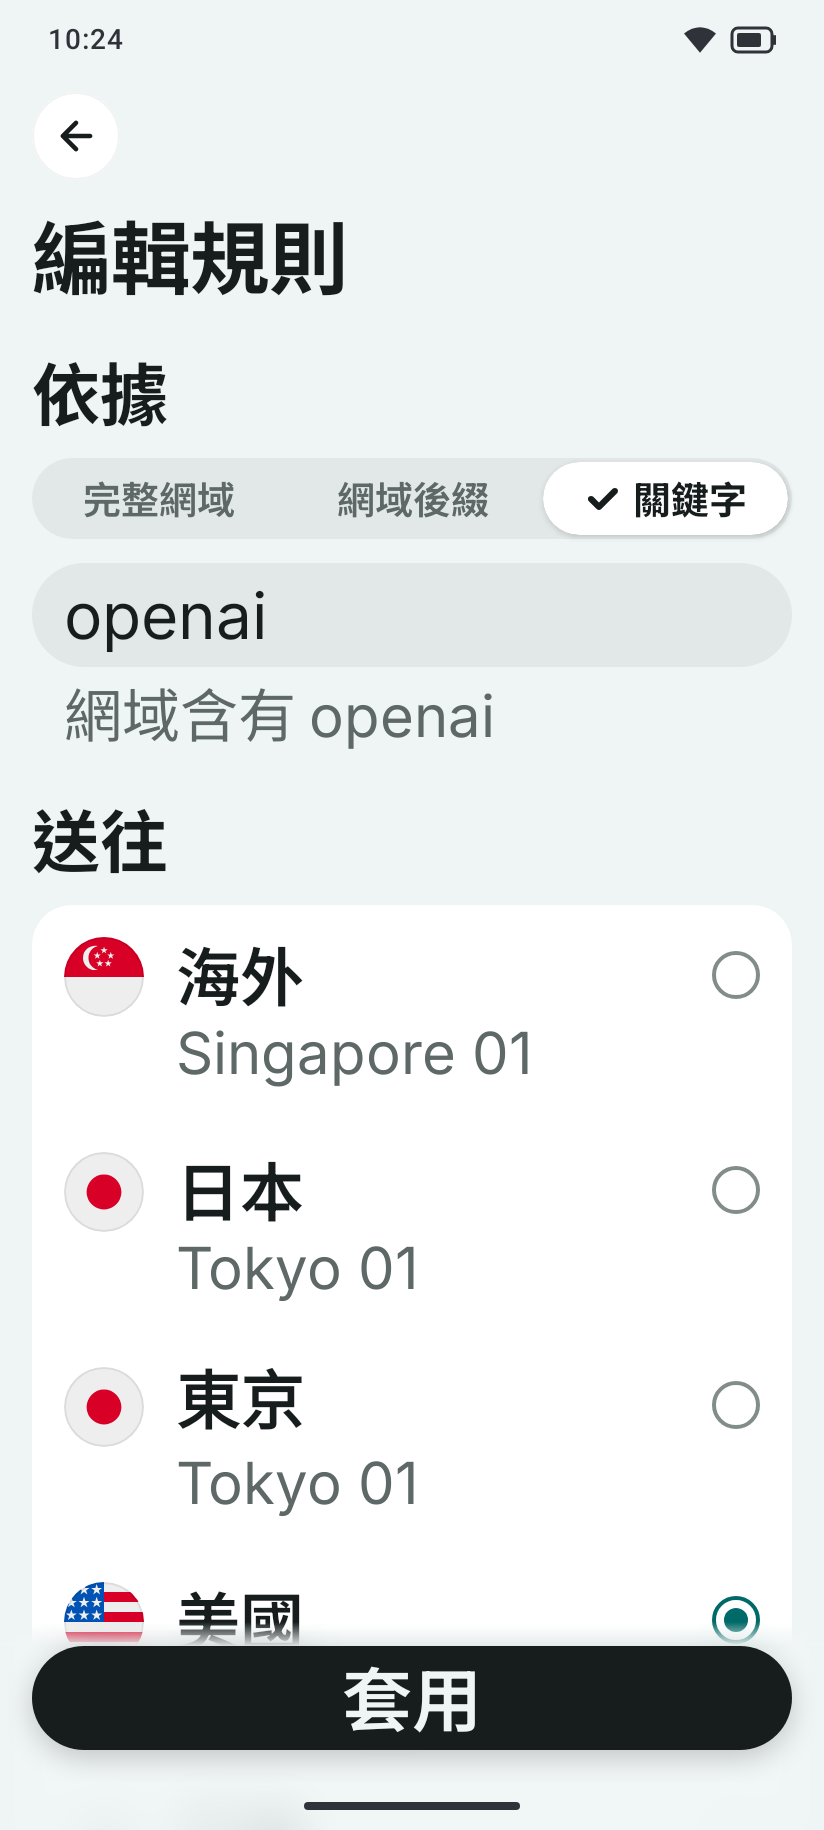 10:24
編輯規則
依據
完整網域
網域後綴
關鍵字
openai
網域含有 openai
送往
海外
Singapore 01
日本
Tokyo 01
東京
Tokyo 01
美國
套用